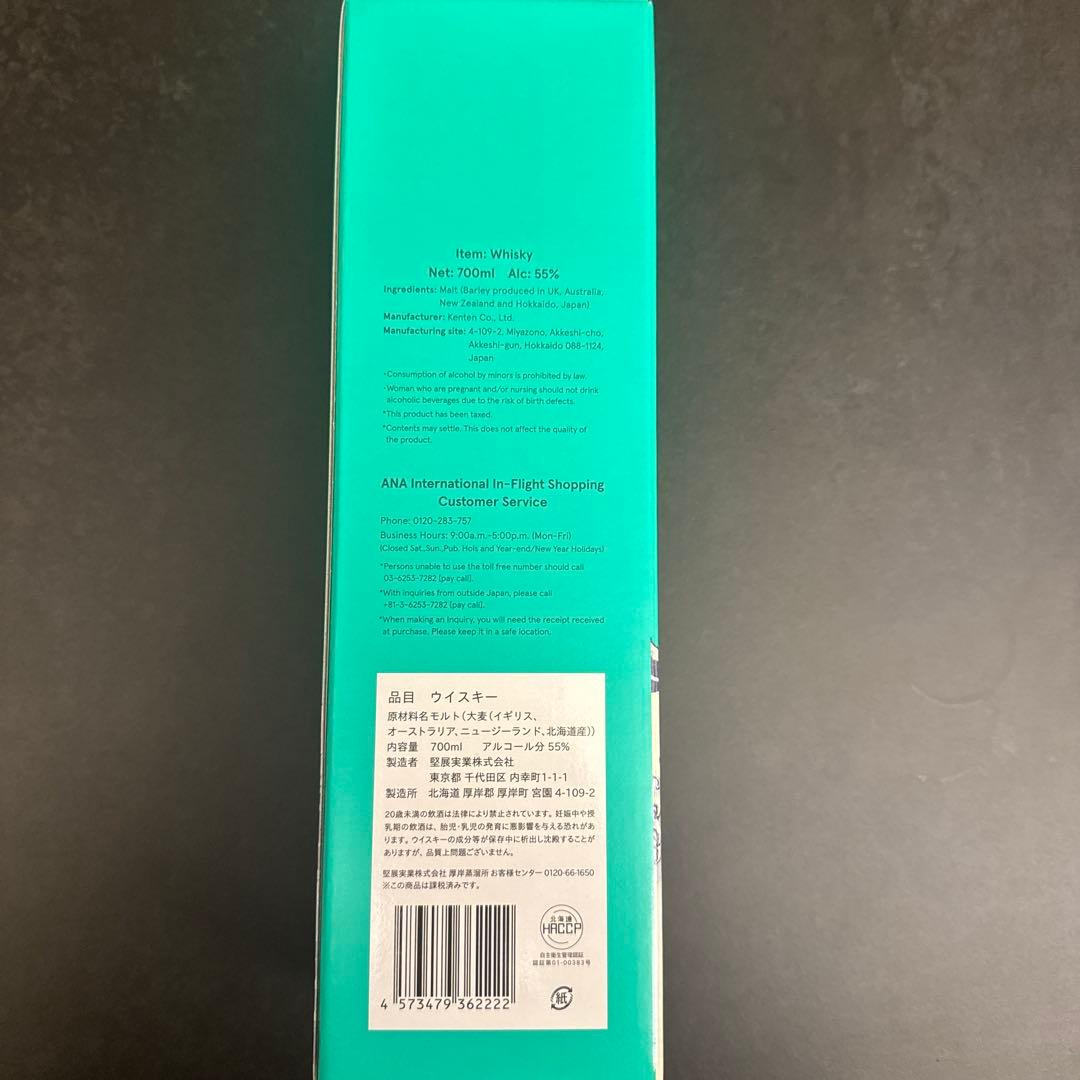 Item: Whisky
Net: 700ml Alc: 55%
Ingredients: Malt (Barley produced in UK, Australia,
New Zealand and Hokkaido, Japan)
Manufacturer: Kenten Co., Ltd.
Manufacturing site: 4-109-2, Miyazono, Akkeshi-cho,
Akkeshi-gun, Hokkaido 088-1124,
Japan
・Consumption of alcohol by minors is prohibited by law.
・Woman who are pregnant and/or nursing should not drink
alcoholic beverages due to the risk of birth defects.
*This product has been taxed.
*Contents may settle. This does not affect the quality of
the product.
ANA International In-Flight Shopping
Customer Service
Phone: 0120-283-757
Business Hours: 9:00a.m.-5:00p.m. (Mon-Fri)
(Closed Sat.,Sun.,Pub. Hols and Year-end/New Year Holidays)
*Persons unable to use the toll free number should call
03-6253-7282 [pay call].
*With inquiries from outside Japan, please call
+81-3-6253-7282 (pay call).
*When making an Inquiry, you will need the receipt received
at purchase. Please keep it in a safe location.
品目 ウイスキー
原材料名 モルト(大麦(イギリス、
オーストラリア、ニュージーランド、北海道産))
内容量 700ml アルコール分 55%
製造者 堅展実業株式会社
東京都 千代田区 内幸町1-1-1
製造所 北海道 厚岸郡 厚岸町 宮園 4-109-2
20歳未満の飲酒は法律により禁止されています。妊娠中や授
乳期の飲酒は、胎児・乳児の発育に悪影響を与える恐れがあ
ります。ウイスキーの成分等が保存中に析出し沈殿することが
ありますが、品質上問題ございません。
堅展実業株式会社 厚岸蒸溜所 お客様センター 0120-66-1650
※この商品は課税済みです。
北海道
HACCP
自主衛生管理認証
認証第01-00383号
紙
4 573479 362222